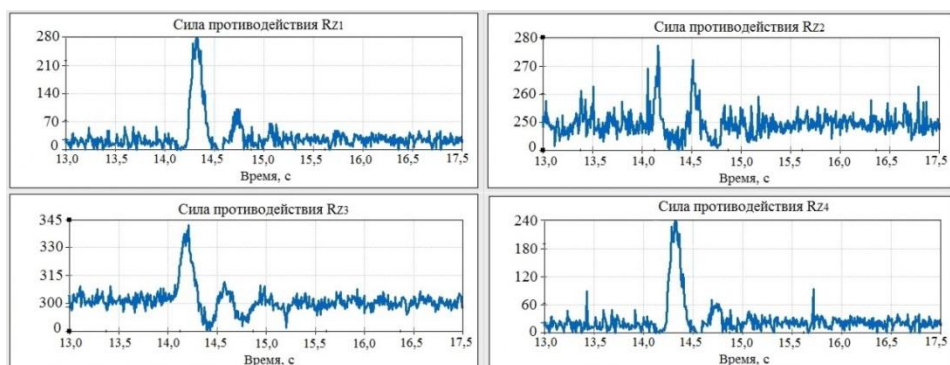 Сила противодействия RZ1
280
210
140
70
0
13,0 13,5 14,0 14,5 15,0 15,5 16,0 16,5 17,5
Время, с
Сила противодействия RZ2
280
270
260
250
0
13,0 13,5 14,0 14,5 15,0 15,5 16,0 16,5 17,5
Время, с
Сила противодействия RZ3
345
330
315
300
0
13,0 13,5 14,0 14,5 15,0 15,5 16,0 16,5 17,5
Время, с
Сила противодействия RZ4
240
180
120
60
0
13,0 13,5 14,0 14,5 15,0 15,5 16,0 16,5 17,5
Время, с